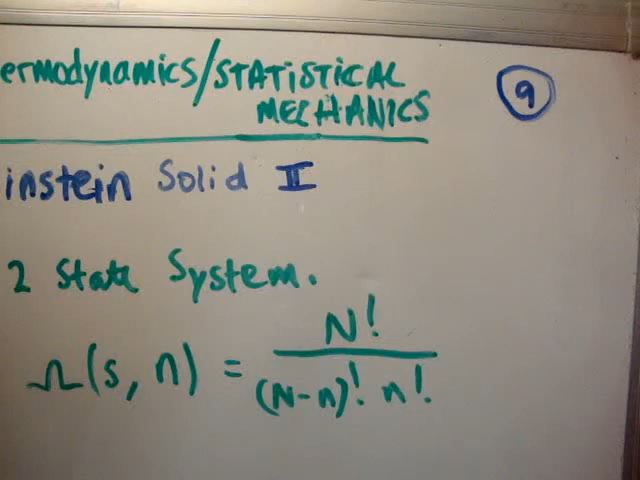 ermodynamics/STATISTICAL
MECHANICS
9
instein Solid II
2 State System.
Ω(s, n) = N! / (N-n)! n!